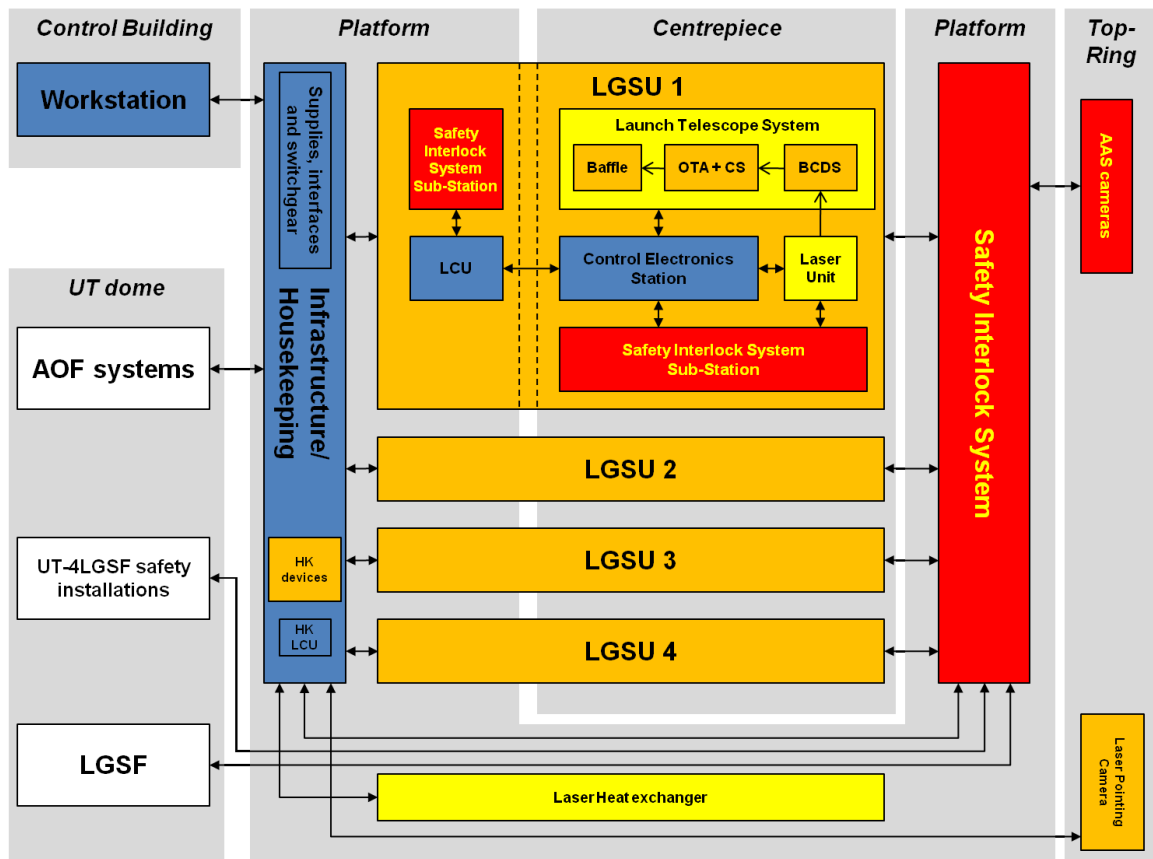 Control Building
Platform
Centrepiece
Platform
Top-
Ring
Workstation
Supplies, interfaces
and switchgear
Infrastructure/
Housekeeping
HK
devices
HK
LCU
LGSU 1
Safety
Interlock
System
Sub-Station
LCU
Launch Telescope System
Baffle
OTA + CS
BCDS
Control Electronics
Station
Laser
Unit
Safety Interlock System
Sub-Station
LGSU 2
LGSU 3
LGSU 4
Safety Interlock System
AAS cameras
UT dome
AOF systems
UT-4LGSF safety
installations
LGSF
Laser Heat exchanger
Laser Pointing
Camera